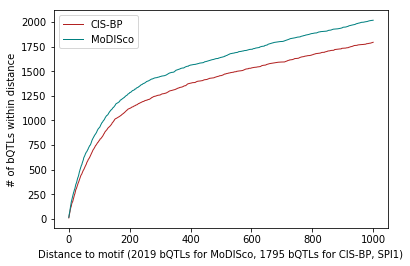 CIS-BP
MoDISco
2000
1750
1500
1250
1000
750
500
250
0
# of bQTLs within distance
0 200 400 600 800 1000
Distance to motif (2019 bQTLs for MoDISco, 1795 bQTLs for CIS-BP, SPI1)